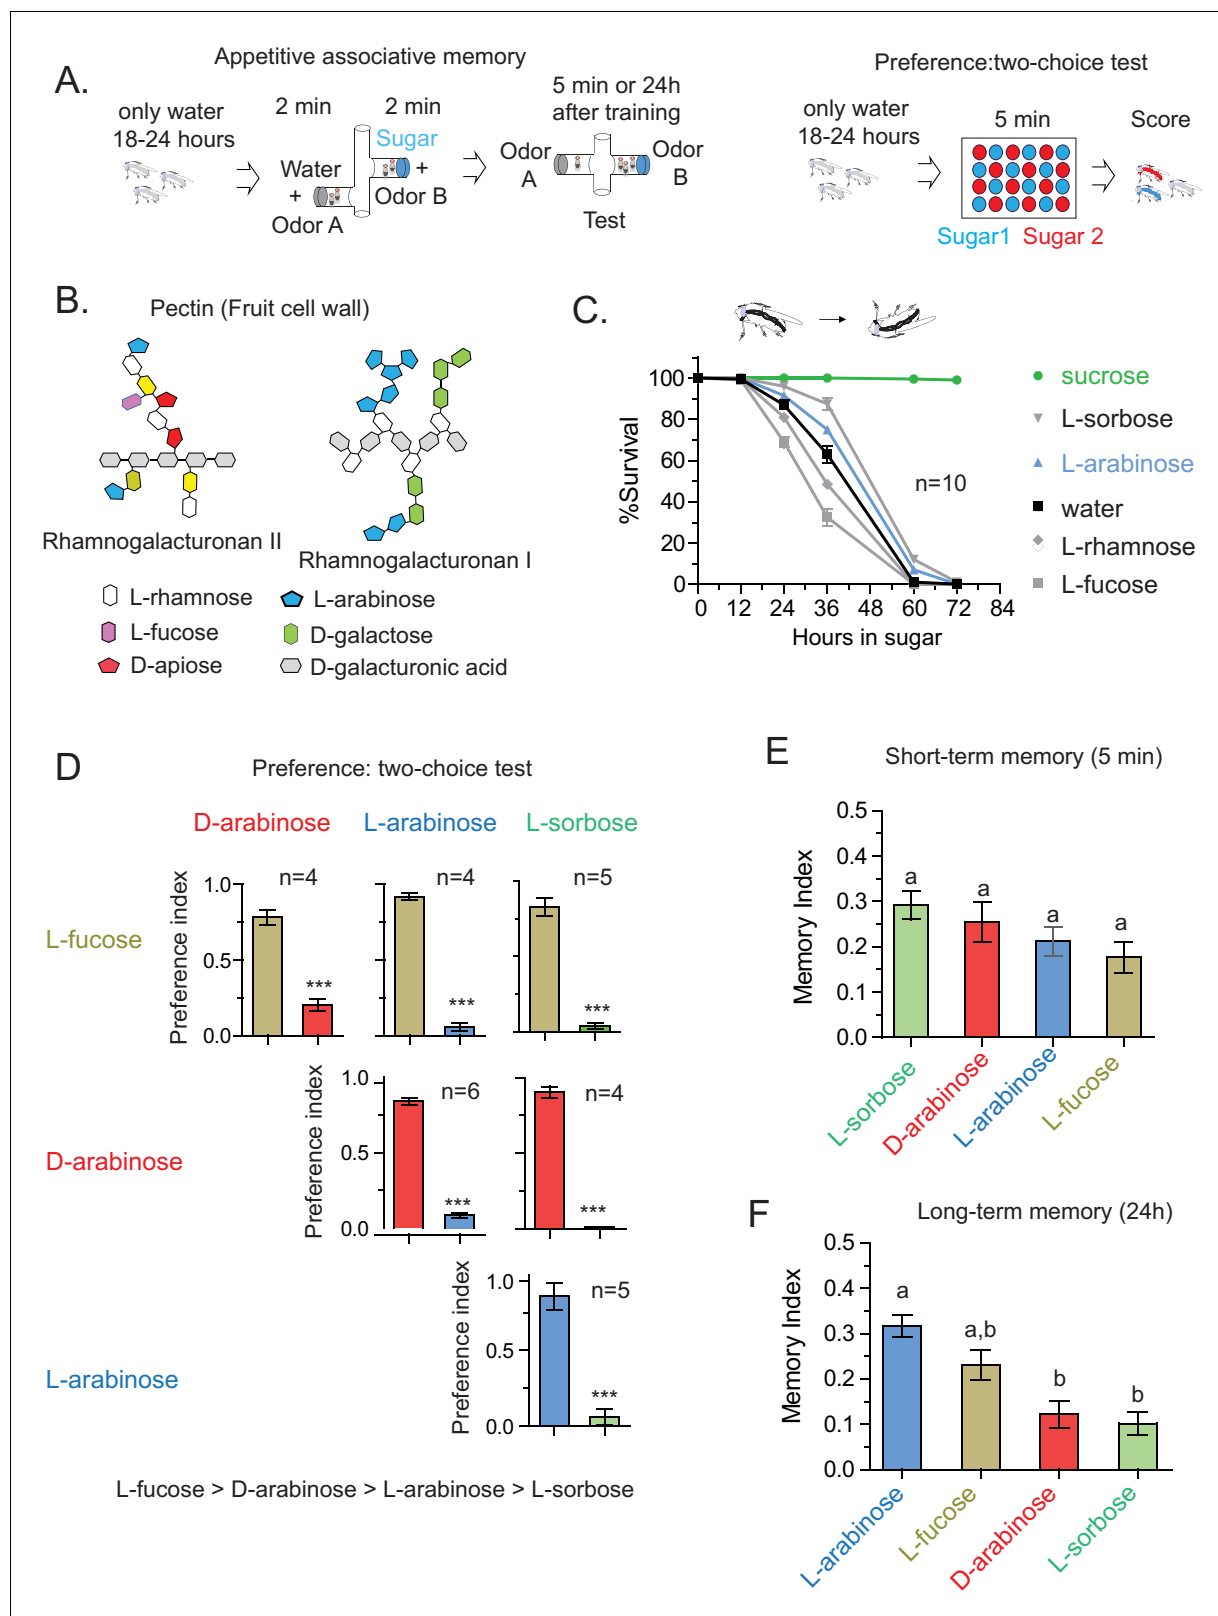 A.
Appetitive associative memory
only water
18-24 hours
2 min
2 min
Sugar
Water
+
Odor A
+
Odor B
5 min or 24h
after training
Odor
A
Odor
B
Test
Preference:two-choice test
only water
18-24 hours
5 min
Score
Sugar1 Sugar 2
B.
Pectin (Fruit cell wall)
Rhamnogalacturonan II
Rhamnogalacturonan I
L-rhamnose
L-arabinose
L-fucose
D-galactose
D-apiose
D-galacturonic acid
C.
%Survival
100
80
60
40
20
0
0 12 24 36 48 60 72 84
Hours in sugar
n=10
sucrose
L-sorbose
L-arabinose
water
L-rhamnose
L-fucose
D
Preference: two-choice test
D-arabinose
L-arabinose
L-sorbose
L-fucose
Preference index
1.0
0.5
0.0
n=4
***
n=4
***
n=5
***
D-arabinose
Preference index
1.0
0.5
0.0
n=6
***
n=4
***
L-arabinose
Preference index
1.0
0.5
0.0
n=5
***
L-fucose > D-arabinose > L-arabinose > L-sorbose
E
Short-term memory (5 min)
Memory Index
0.5
0.4
0.3
0.2
0.1
0.0
a
a
a
a
L-sorbose
D-arabinose
L-arabinose
L-fucose
F
Long-term memory (24h)
Memory Index
0.5
0.4
0.3
0.2
0.1
0.0
a
a,b
b
b
L-arabinose
L-fucose
D-arabinose
L-sorbose